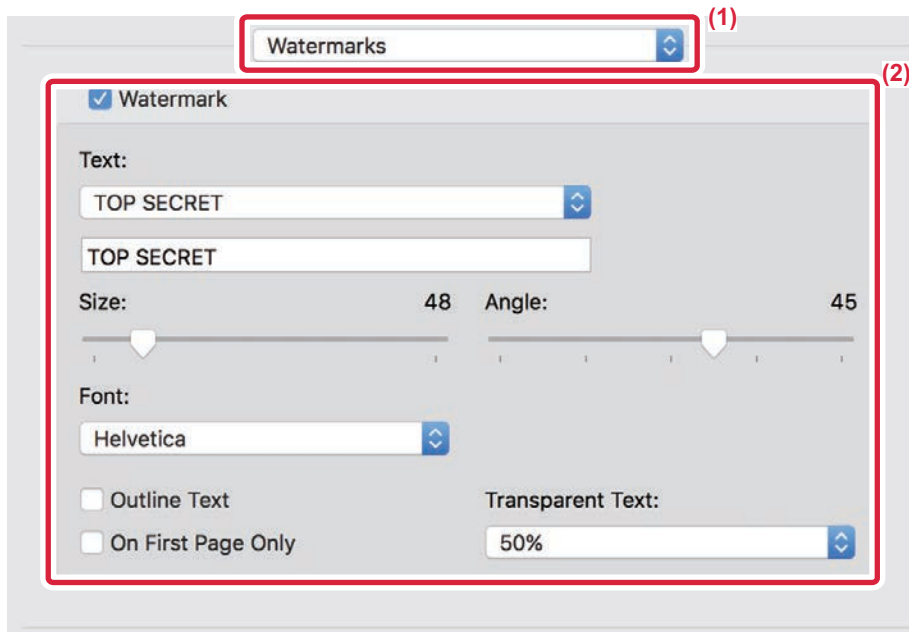 (1)
Watermarks
(2)
Watermark
Text:
TOP SECRET
TOP SECRET
Size: 48 Angle: 45
Font:
Helvetica
Outline Text Transparent Text:
On First Page Only 50%